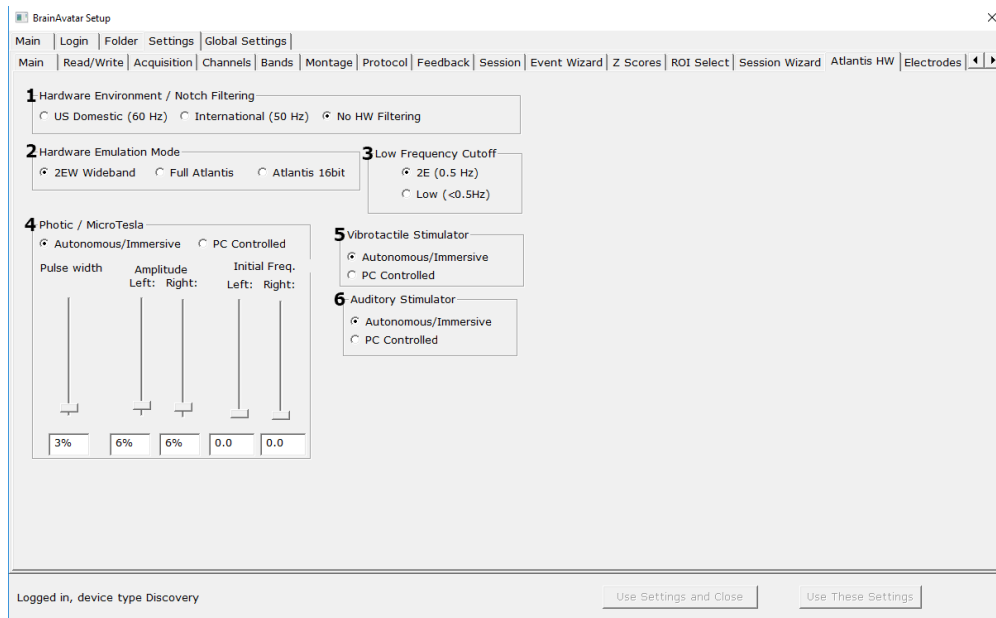 BrainAvatar Setup
Main Login Folder Settings Global Settings
Main Read/Write Acquisition Channels Bands Montage Protocol Feedback Session Event Wizard Z Scores ROI Select Session Wizard Atlantis HW Electrodes
1 Hardware Environment / Notch Filtering
US Domestic (60 Hz) International (50 Hz) No HW Filtering
2 Hardware Emulation Mode
2EW Wideband Full Atlantis Atlantis 16bit
3 Low Frequency Cutoff
2E (0.5 Hz)
Low (<0.5Hz)
4 Photic / MicroTesla
Autonomous/Immersive PC Controlled
Pulse width Amplitude Initial Freq.
Left: Right: Left: Right:
3% 6% 6% 0.0 0.0
5 Vibrotactile Stimulator
Autonomous/Immersive
PC Controlled
6 Auditory Stimulator
Autonomous/Immersive
PC Controlled
Logged in, device type Discovery Use Settings and Close Use These Settings